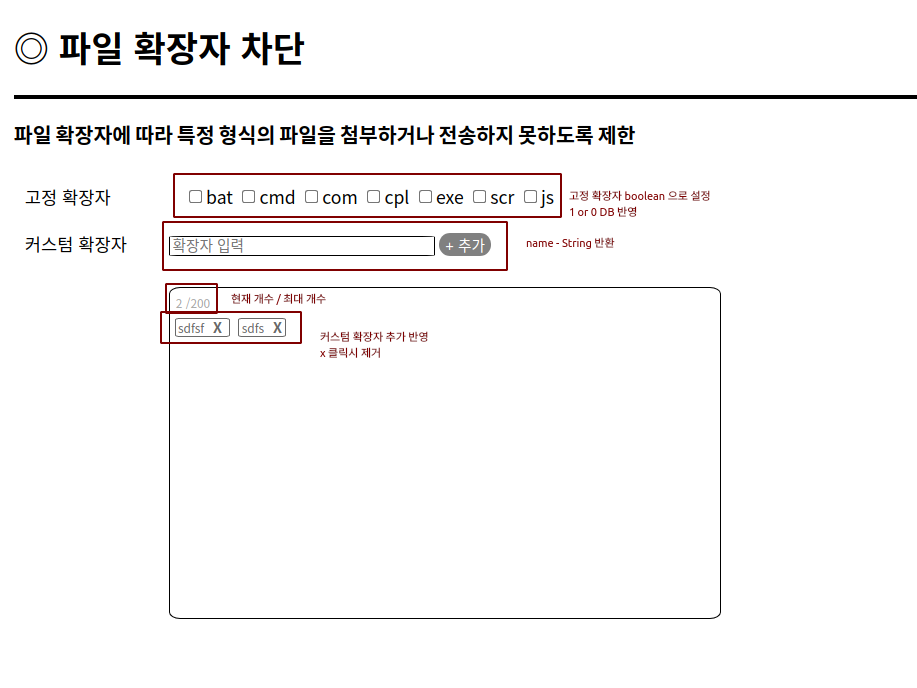 ◎ 파일 확장자 차단
파일 확장자에 따라 특정 형식의 파일을 첨부하거나 전송하지 못하도록 제한
고정 확장자
bat cmd com cpl exe scr js
고정 확장자 boolean 으로 설정
1 or 0 DB 반영
커스텀 확장자
확장자 입력
+ 추가
name - String 반환
2 /200
현재 개수 / 최대 개수
sdfsf X sdfs X
커스텀 확장자 추가 반영
x 클릭시 제거